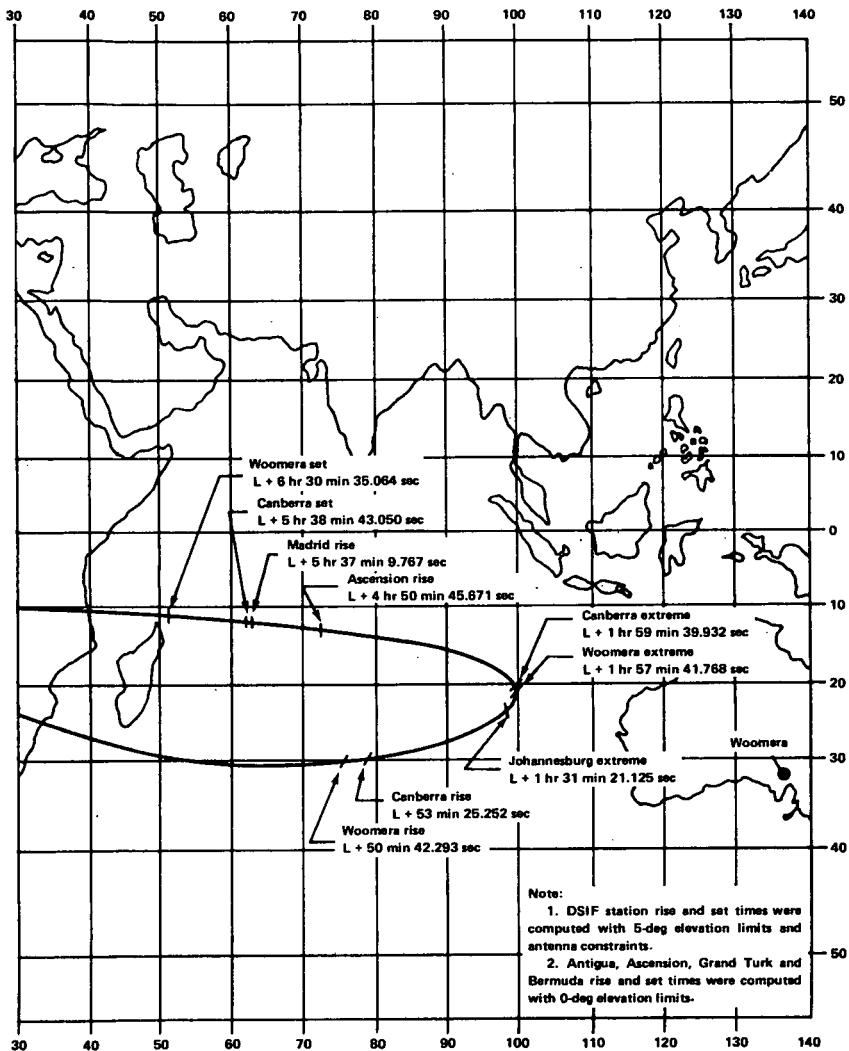 30 40 50 60 70 80 90 100 110 120 130 140
50
40
30
20
10
Woomera set
L + 6 hr 30 min 35.064 sec
Canberra set
L + 5 hr 38 min 43.050 sec
0
Madrid rise
L + 5 hr 37 min 9.767 sec
Ascension rise
L + 4 hr 50 min 45.671 sec
10
Canberra extreme
L + 1 hr 59 min 39.932 sec
Woomera extreme
L + 1 hr 57 min 41.768 sec
20
Woomera
30
Johannesburg extreme
L + 1 hr 31 min 21.125 sec
Canberra rise
L + 53 min 25.252 sec
Woomera rise
L + 50 min 42.293 sec
40
Note:
1. DSIF station rise and set times were
computed with 5-deg elevation limits and
antenna constraints.
50
2. Antigua, Ascension, Grand Turk and
Bermuda rise and set times were computed
with 0-deg elevation limits.
30 40 50 60 70 80 90 100 110 120 130 140